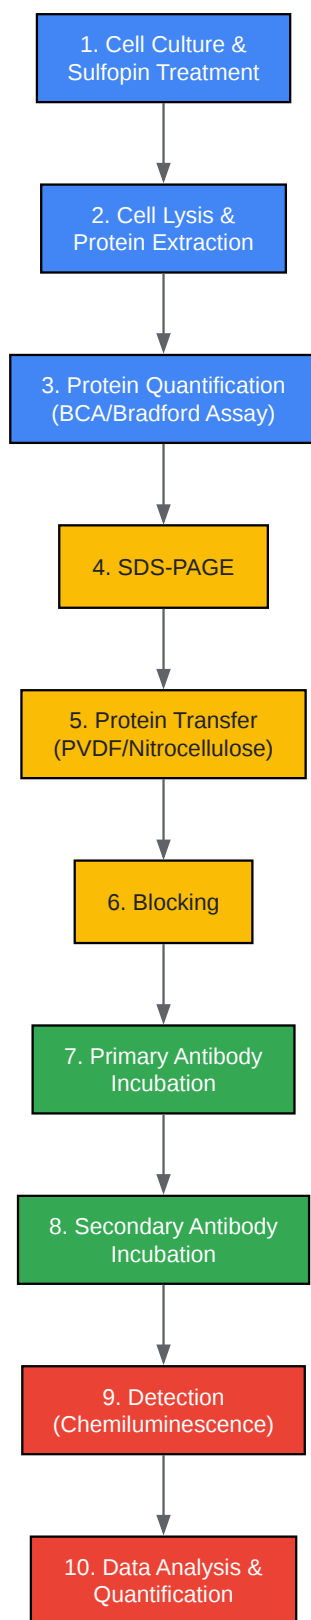 1. Cell Culture &
Sulfopin Treatment
2. Cell Lysis &
Protein Extraction
3. Protein Quantification
(BCA/Bradford Assay)
4. SDS-PAGE
5. Protein Transfer
(PVDF/Nitrocellulose)
6. Blocking
7. Primary Antibody
Incubation
8. Secondary Antibody
Incubation
9. Detection
(Chemiluminescence)
10. Data Analysis &
Quantification